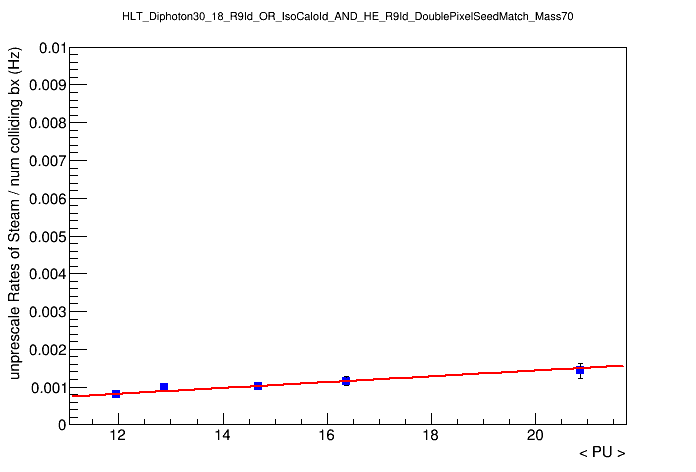 HLT_Diphoton30_18_R9Id_OR_IsoCaloId_AND_HE_R9Id_DoublePixelSeedMatch_Mass70
unprescale Rates of Steam / num colliding bx (Hz)
0.01
0.009
0.008
0.007
0.006
0.005
0.004
0.003
0.002
0.001
0
12 14 16 18 20
< PU >